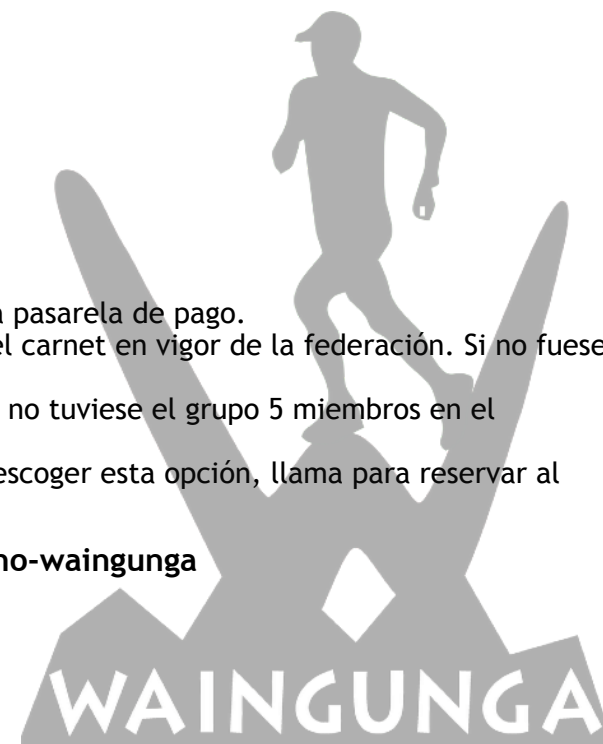 a pasarela de pago.
el carnet en vigor de la federación. Si no fuese
no tuviese el grupo 5 miembros en el
escoger esta opción, llama para reservar al
no-waingunga
WAINGUNGA